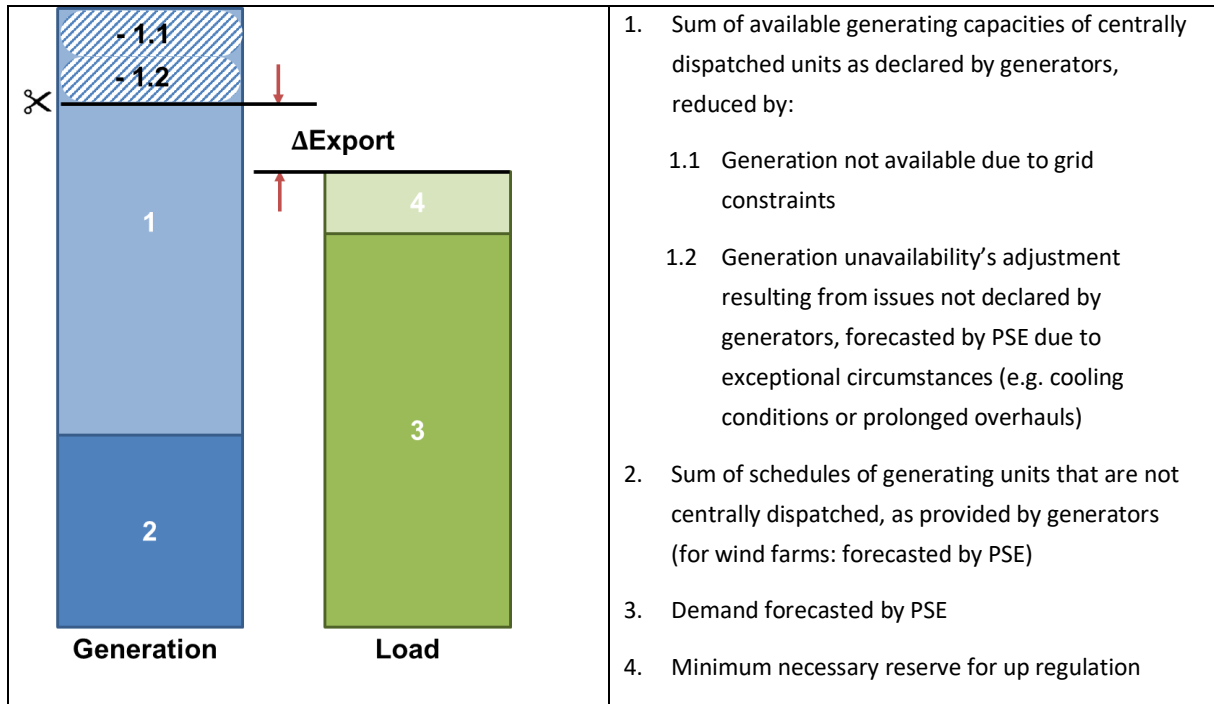 - 1.1
- 1.2
ΔExport
1
4
3
2
Generation
Load
1. Sum of available generating capacities of centrally
dispatched units as declared by generators,
reduced by:
1.1 Generation not available due to grid
constraints
1.2 Generation unavailability’s adjustment
resulting from issues not declared by
generators, forecasted by PSE due to
exceptional circumstances (e.g. cooling
conditions or prolonged overhauls)
2. Sum of schedules of generating units that are not
centrally dispatched, as provided by generators
(for wind farms: forecasted by PSE)
3. Demand forecasted by PSE
4. Minimum necessary reserve for up regulation